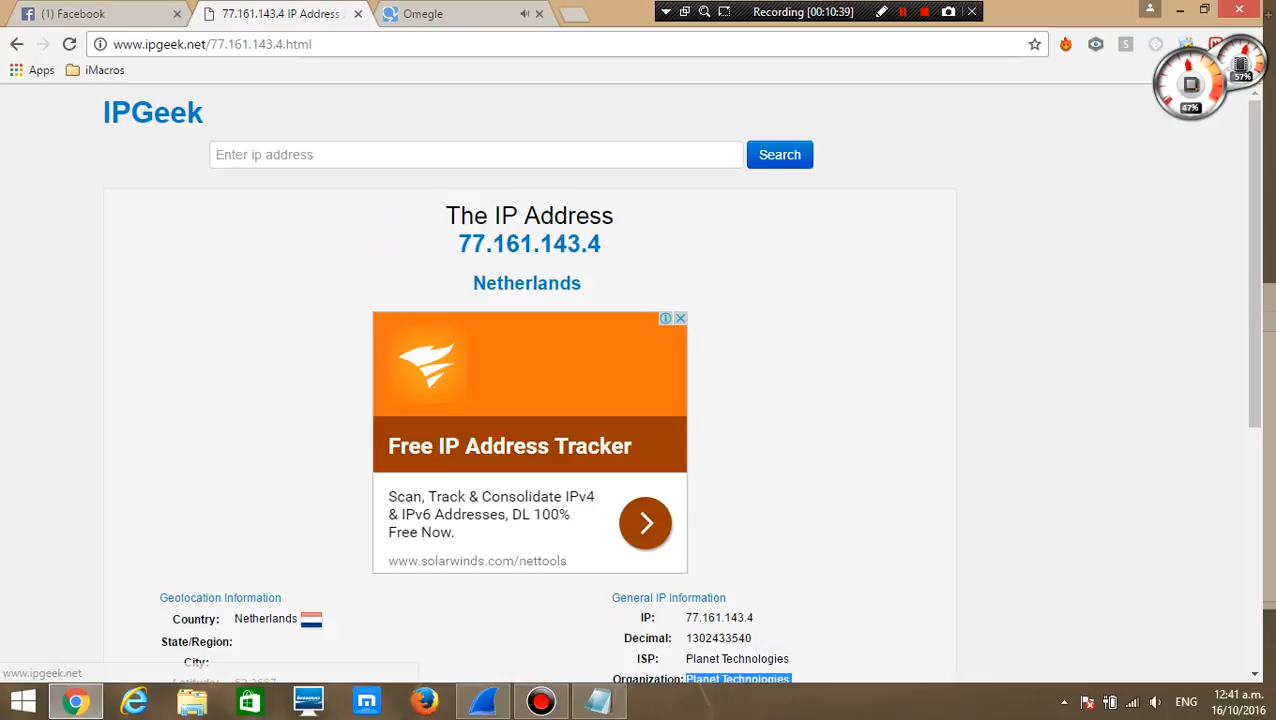 (1) Facebook
77.161.143.4 IP Address
Omegle
Recording [00:10:39]
www.ipgeek.net/77.161.143.4.html
Apps
iMacros
S
57%
47%
IPGeek
Enter ip address
Search
The IP Address
77.161.143.4
Netherlands
Free IP Address Tracker
Scan, Track & Consolidate IPv4
& IPv6 Addresses, DL 100%
Free Now.
www.solarwinds.com/nettools
Geolocation Information
Country: Netherlands
State/Region:
City:
General IP Information
IP: 77.161.143.4
Decimal: 1302433540
ISP: Planet Technologies
Organization: Planet Technologies
www.ipgeek.net
lenovo
ENG
12:41 a.m.
16/10/2016